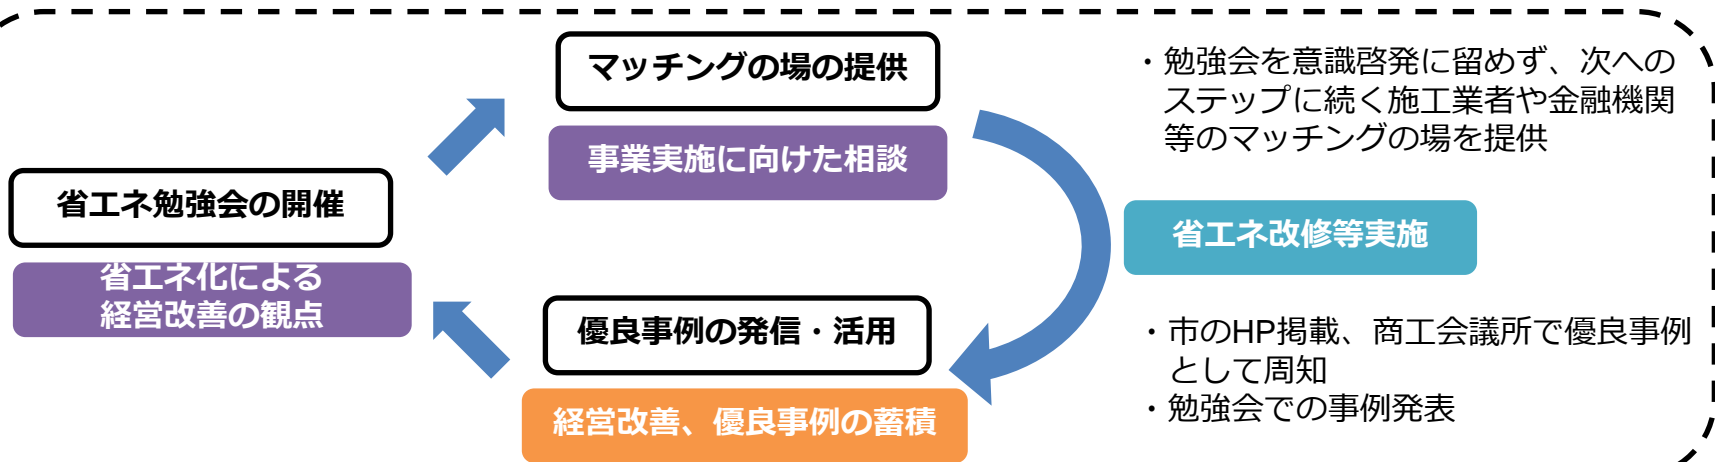 マッチングの場の提供
事業実施に向けた相談
・勉強会を意識啓発に留めず、次への
ステップに続く施工業者や金融機関
等のマッチングの場を提供
省エネ勉強会の開催
省エネ化による
経営改善の観点
省エネ改修等実施
優良事例の発信・活用
経営改善、優良事例の蓄積
・市のHP掲載、商工会議所で優良事例
として周知
・勉強会での事例発表